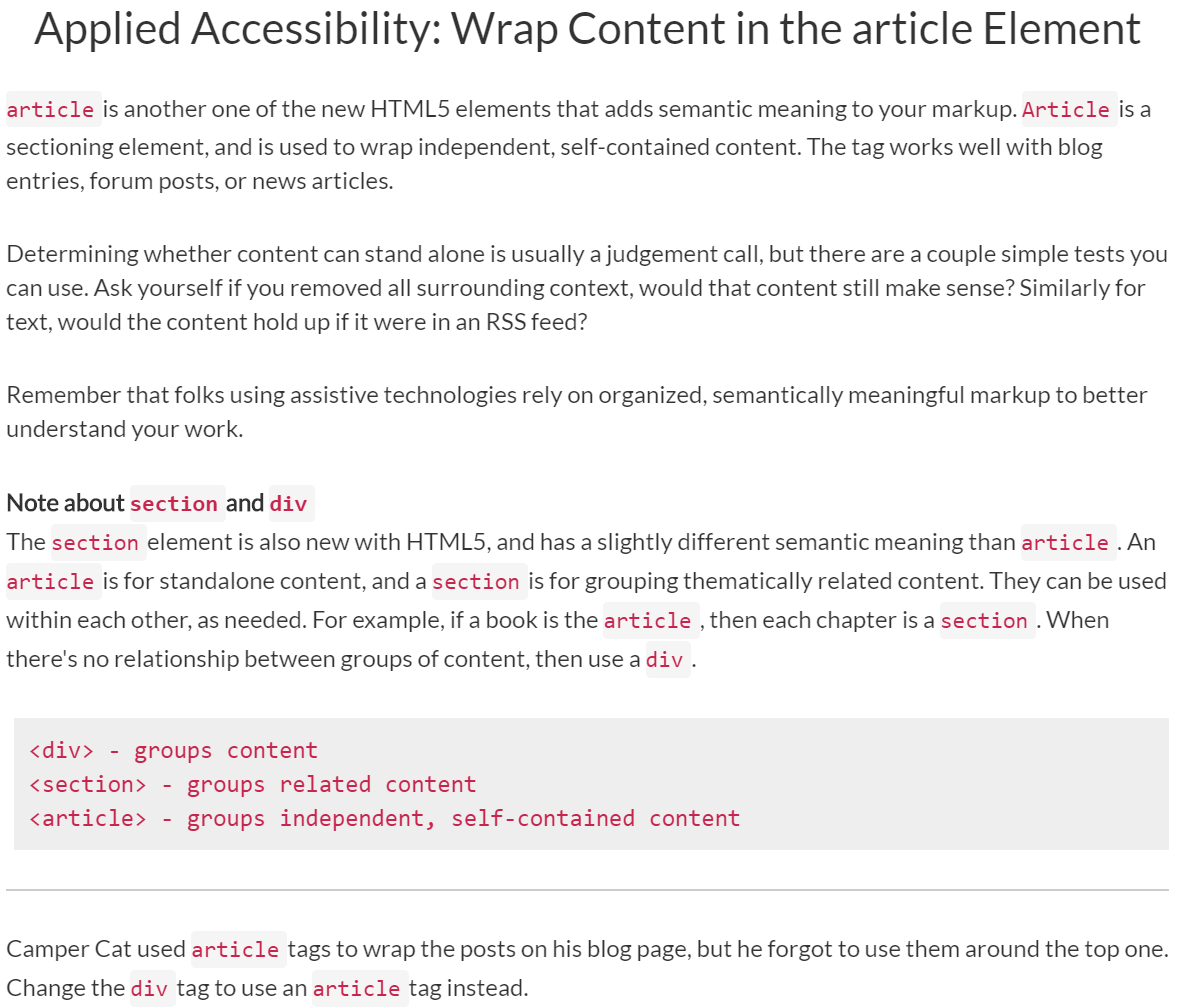 Applied Accessibility: Wrap Content in the article Element
article is another one of the new HTML5 elements that adds semantic meaning to your markup. Article is a
sectioning element, and is used to wrap independent, self-contained content. The tag works well with blog
entries, forum posts, or news articles.
Determining whether content can stand alone is usually a judgement call, but there are a couple simple tests you
can use. Ask yourself if you removed all surrounding context, would that content still make sense? Similarly for
text, would the content hold up if it were in an RSS feed?
Remember that folks using assistive technologies rely on organized, semantically meaningful markup to better
understand your work.
Note about section and div
The section element is also new with HTML5, and has a slightly different semantic meaning than article . An
article is for standalone content, and a section is for grouping thematically related content. They can be used
within each other, as needed. For example, if a book is the article , then each chapter is a section . When
there's no relationship between groups of content, then use a div .
<div> - groups content
<section> - groups related content
<article> - groups independent, self-contained content
Camper Cat used article tags to wrap the posts on his blog page, but he forgot to use them around the top one.
Change the div tag to use an article tag instead.